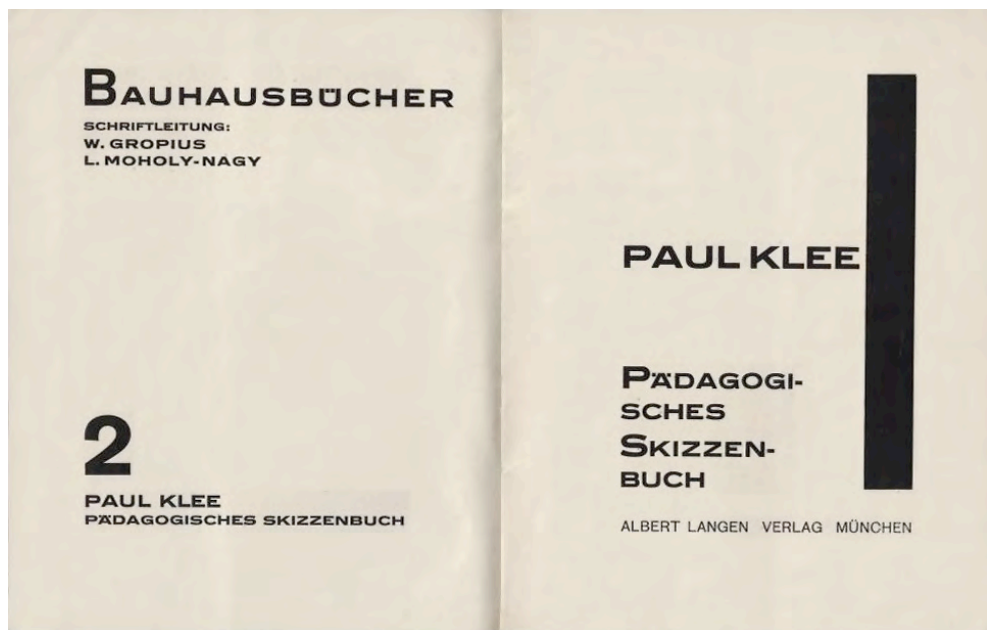 BAUHAUSBÜCHER
SCHRIFTLEITUNG:
W. GROPIUS
L. MOHOLY-NAGY
2
PAUL KLEE
PÄDAGOGISCHES SKIZZENBUCH
PAUL KLEE
PÄDAGOGI-
SCHES
SKIZZEN-
BUCH
ALBERT LANGEN VERLAG MÜNCHEN